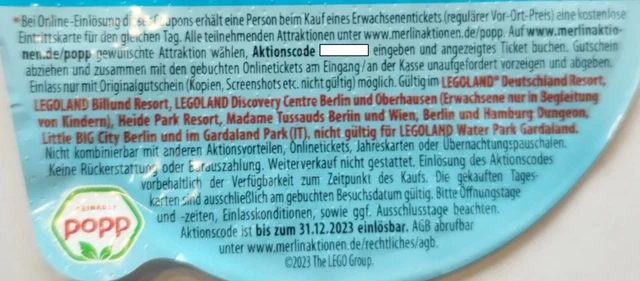 *Bei Online-Einlösung dieses Coupons erhält eine Person beim Kauf eines Erwachsenentickets (regulärer Vor-Ort-Preis) eine kostenlose
Eintrittskarte für den gleichen Tag. Alle teilnehmenden Attraktionen unter www.merlinaktionen.de/popp. Auf www.merlinaktio-
nen.de/popp gewünschte Attraktion wählen, Aktionscode eingeben und angezeigtes Ticket buchen. Gutschein
abziehen und zusammen mit den gebuchten Onlinetickets am Eingang/an der Kasse unaufgefordert vorzeigen und abgeben.
Einlass nur mit Originalgutschein (Kopien, Screenshots etc. nicht gültig) möglich. Gültig im LEGOLAND® Deutschland Resort,
LEGOLAND Billund Resort, LEGOLAND Discovery Centre Berlin und Oberhausen (Erwachsene nur in Begleitung
von Kindern), Heide Park Resort, Madame Tussauds Berlin und Wien, Berlin und Hamburg Dungeon,
Little BIG City Berlin und im Gardaland Park (IT), nicht gültig für LEGOLAND Water Park Gardaland.
Nicht kombinierbar mit anderen Aktionsvorteilen, Onlinetickets, Jahreskarten oder Übernachtungspauschalen.
Keine Rückerstattung oder Barauszahlung. Weiterverkauf nicht gestattet. Einlösung des Aktionscodes
vorbehaltlich der Verfügbarkeit zum Zeitpunkt des Kaufs. Die gekauften Tages-
karten sind ausschließlich am gebuchten Besuchsdatum gültig. Bitte Öffnungstage
und -zeiten, Einlasskonditionen, sowie ggf. Ausschlusstage beachten.
Aktionscode ist bis zum 31.12.2023 einlösbar. AGB abrufbar
unter www.merlinaktionen.de/rechtliches/agb.
©2023 The LEGO Group.
FEINKOST
popp